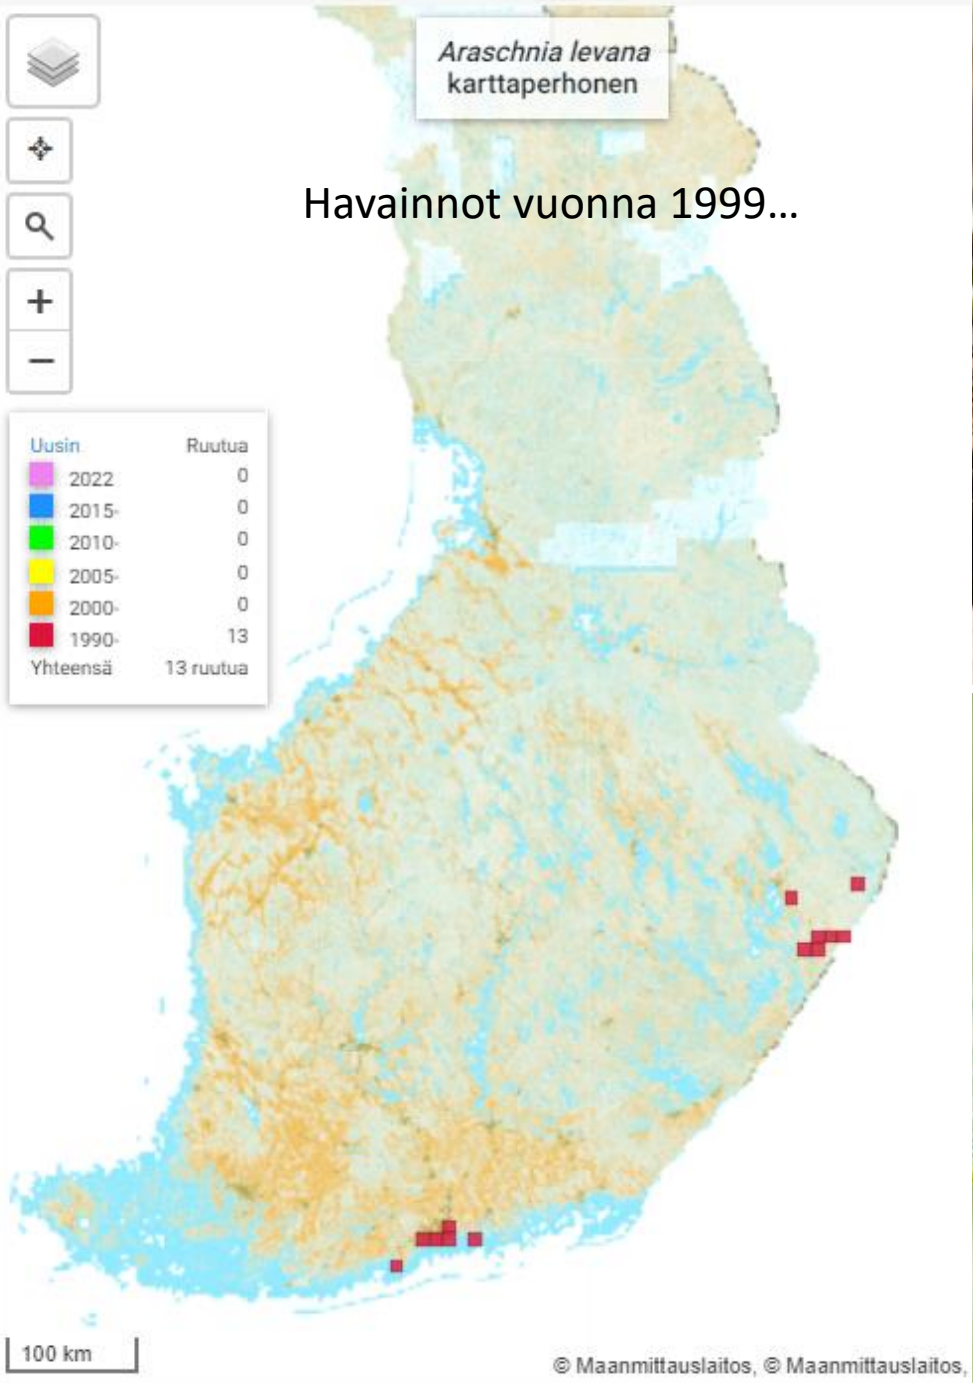 Araschnia levana
karttaperhonen
Havainnot vuonna 1999...
+
−
Uusin Ruutua
2022 0
2015- 0
2010- 0
2005- 0
2000- 0
1990- 13
Yhteensä 13 ruutua
100 km
© Maanmittauslaitos, © Maanmittauslaitos,